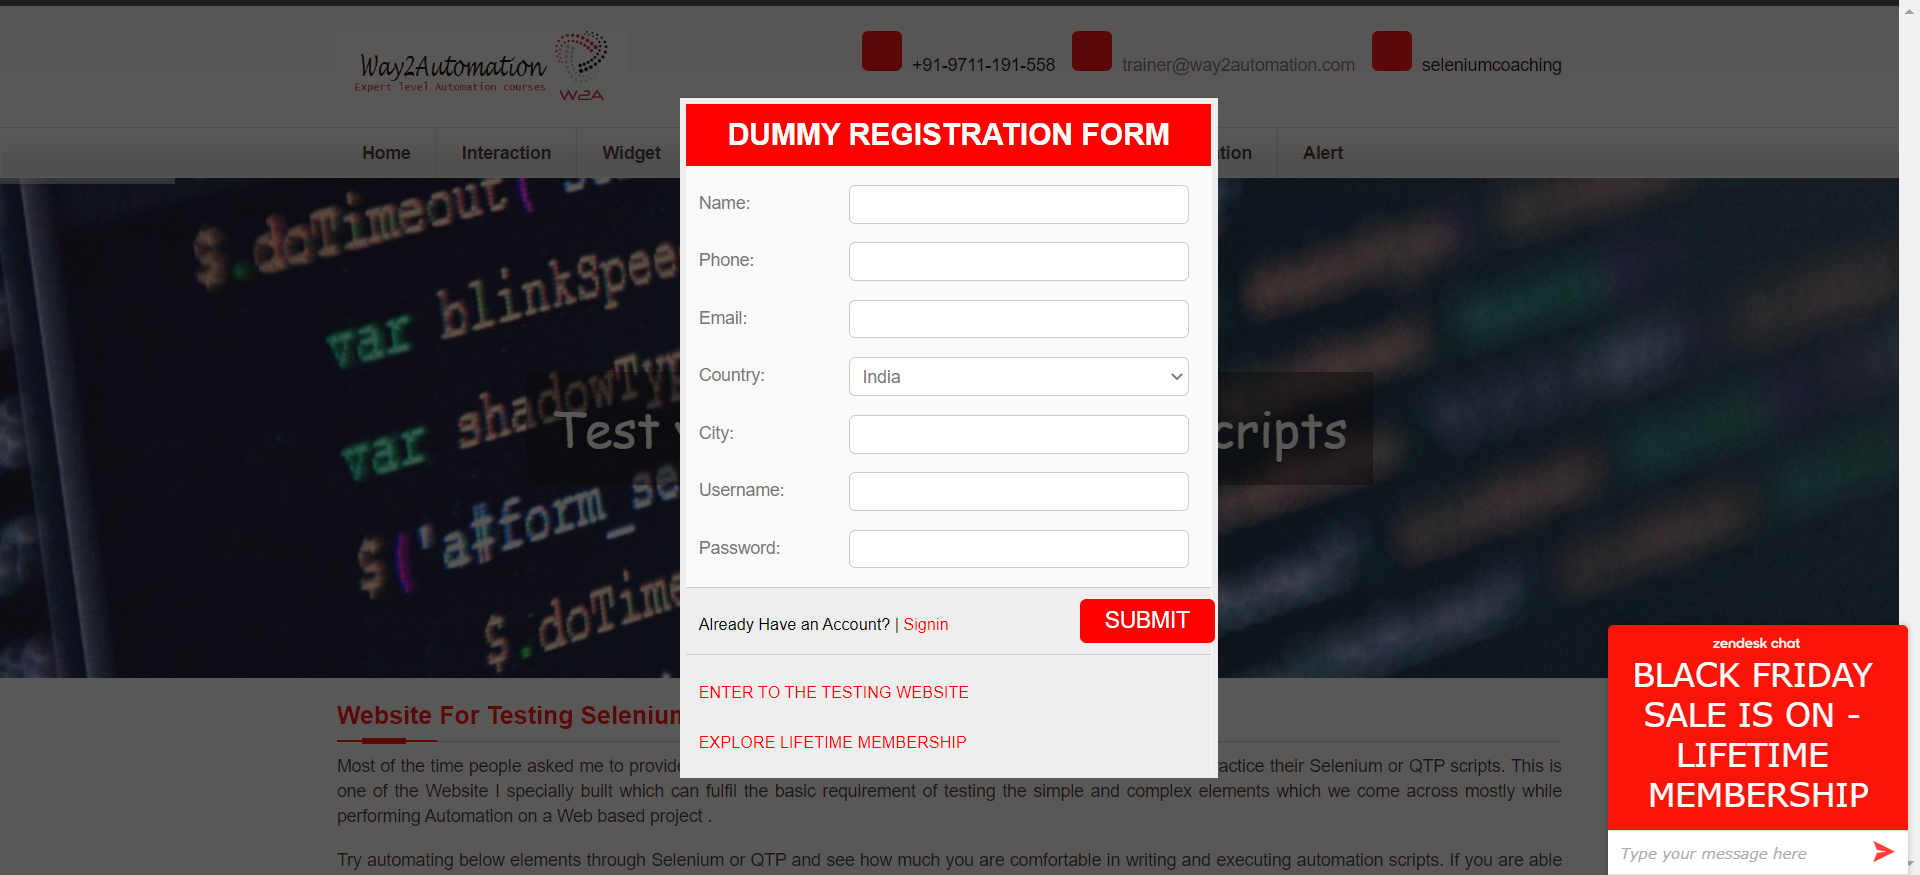 Way2Automation
Expert level Automation courses
W2A
+91-9711-191-558
trainer@way2automation.com
seleniumcoaching
Home
Interaction
Widget
tion
Alert
DUMMY REGISTRATION FORM
Name:
Phone:
Email:
Country:
India
City:
Username:
Password:
Already Have an Account? | Signin
SUBMIT
ENTER TO THE TESTING WEBSITE
EXPLORE LIFETIME MEMBERSHIP
$.doTimeout(
var blinkSpee
var shadowTyp
$('a#form_se
$.doTime
Test
cripts
Website For Testing Selenium
Most of the time people asked me to provide
actice their Selenium or QTP scripts. This is
one of the Website I specially built which can fulfil the basic requirement of testing the simple and complex elements which we come across mostly while
performing Automation on a Web based project .
Try automating below elements through Selenium or QTP and see how much you are comfortable in writing and executing automation scripts. If you are able
zendesk chat
BLACK FRIDAY
SALE IS ON -
LIFETIME
MEMBERSHIP
Type your message here